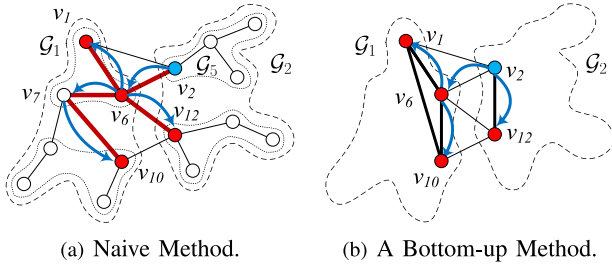 v1
G1
G5
G2
v2
v7
v6
v12
v10
(a) Naive Method.
G1
v1
G2
v2
v6
v12
v10
(b) A Bottom-up Method.